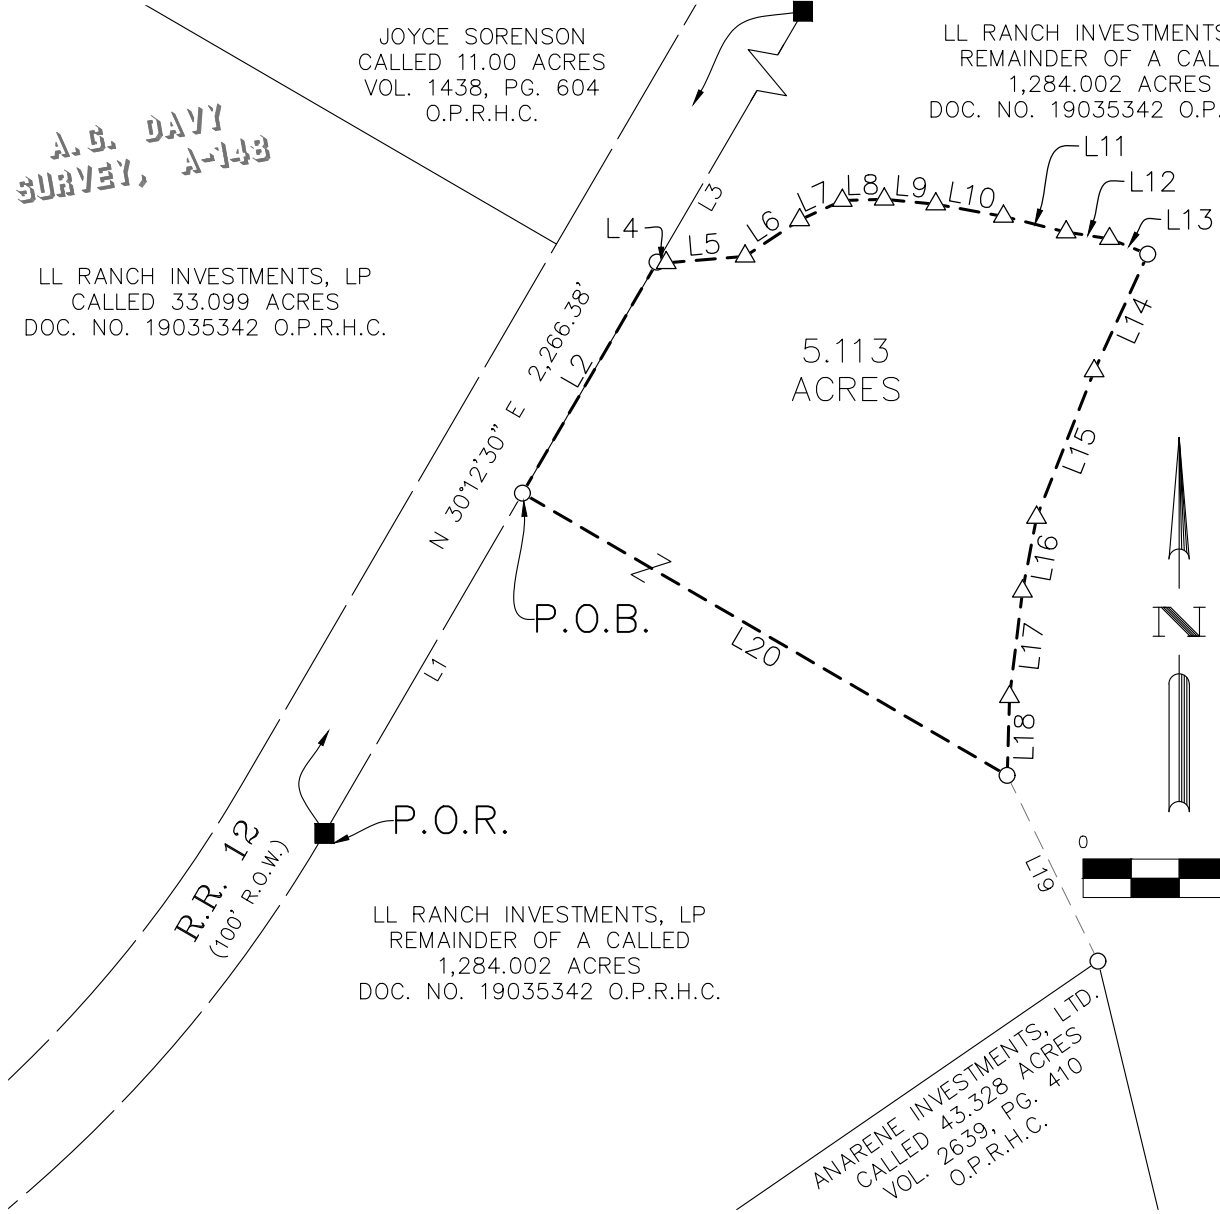 JOYCE SORENSON
CALLED 11.00 ACRES
VOL. 1438, PG. 604
O.P.R.H.C.
LL RANCH INVESTMENTS
REMAINDER OF A CAL
1,284.002 ACRES
DOC. NO. 19035342 O.P.
A.G. DAVY
SURVEY, A-148
L11
L12
L13
L3
L4
L5
L6
L7
L8
L9
L10
LL RANCH INVESTMENTS, LP
CALLED 33.099 ACRES
DOC. NO. 19035342 O.P.R.H.C.
N 30°12'30" E 2,266.38'
L2
5.113
ACRES
L14
L15
L16
L17
L18
P.O.B.
L20
L1
N
P.O.R.
R.R. 12
(100' R.O.W.)
0
L19
LL RANCH INVESTMENTS, LP
REMAINDER OF A CALLED
1,284.002 ACRES
DOC. NO. 19035342 O.P.R.H.C.
ANARENE INVESTMENTS, LTD.
CALLED 43.328 ACRES
VOL. 2639, PG. 410
O.P.R.H.C.